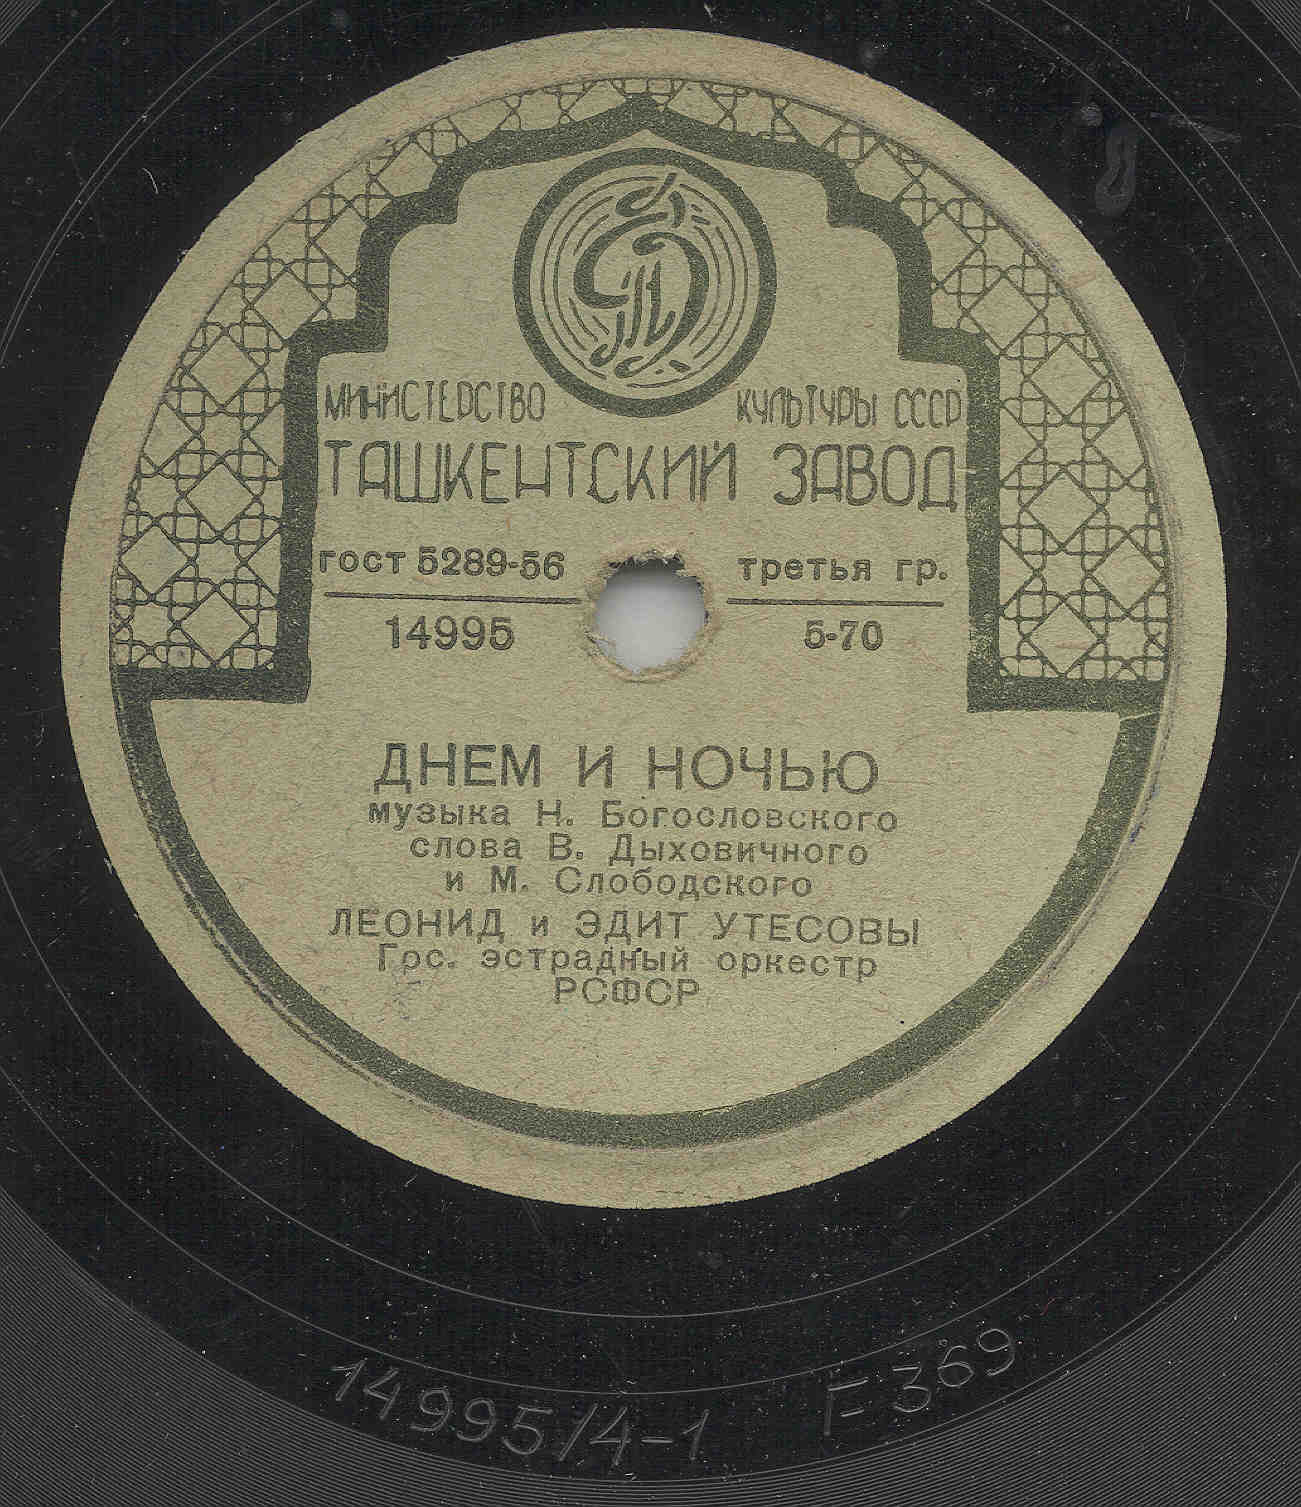 МИНИСТЕРСТВО КУЛЬТУРЫ СССР
ТАШКЕНТСКИЙ ЗАВОД
гост 5289-56 третья гр.
14995 5-70
ДНЕМ И НОЧЬЮ
музыка Н. Богословского
слова В. Дыховичного
и М. Слободского
ЛЕОНИД и ЭДИТ УТЕСОВЫ
Гос. эстрадный оркестр
РСФСР
14995/4-1 F-369
8